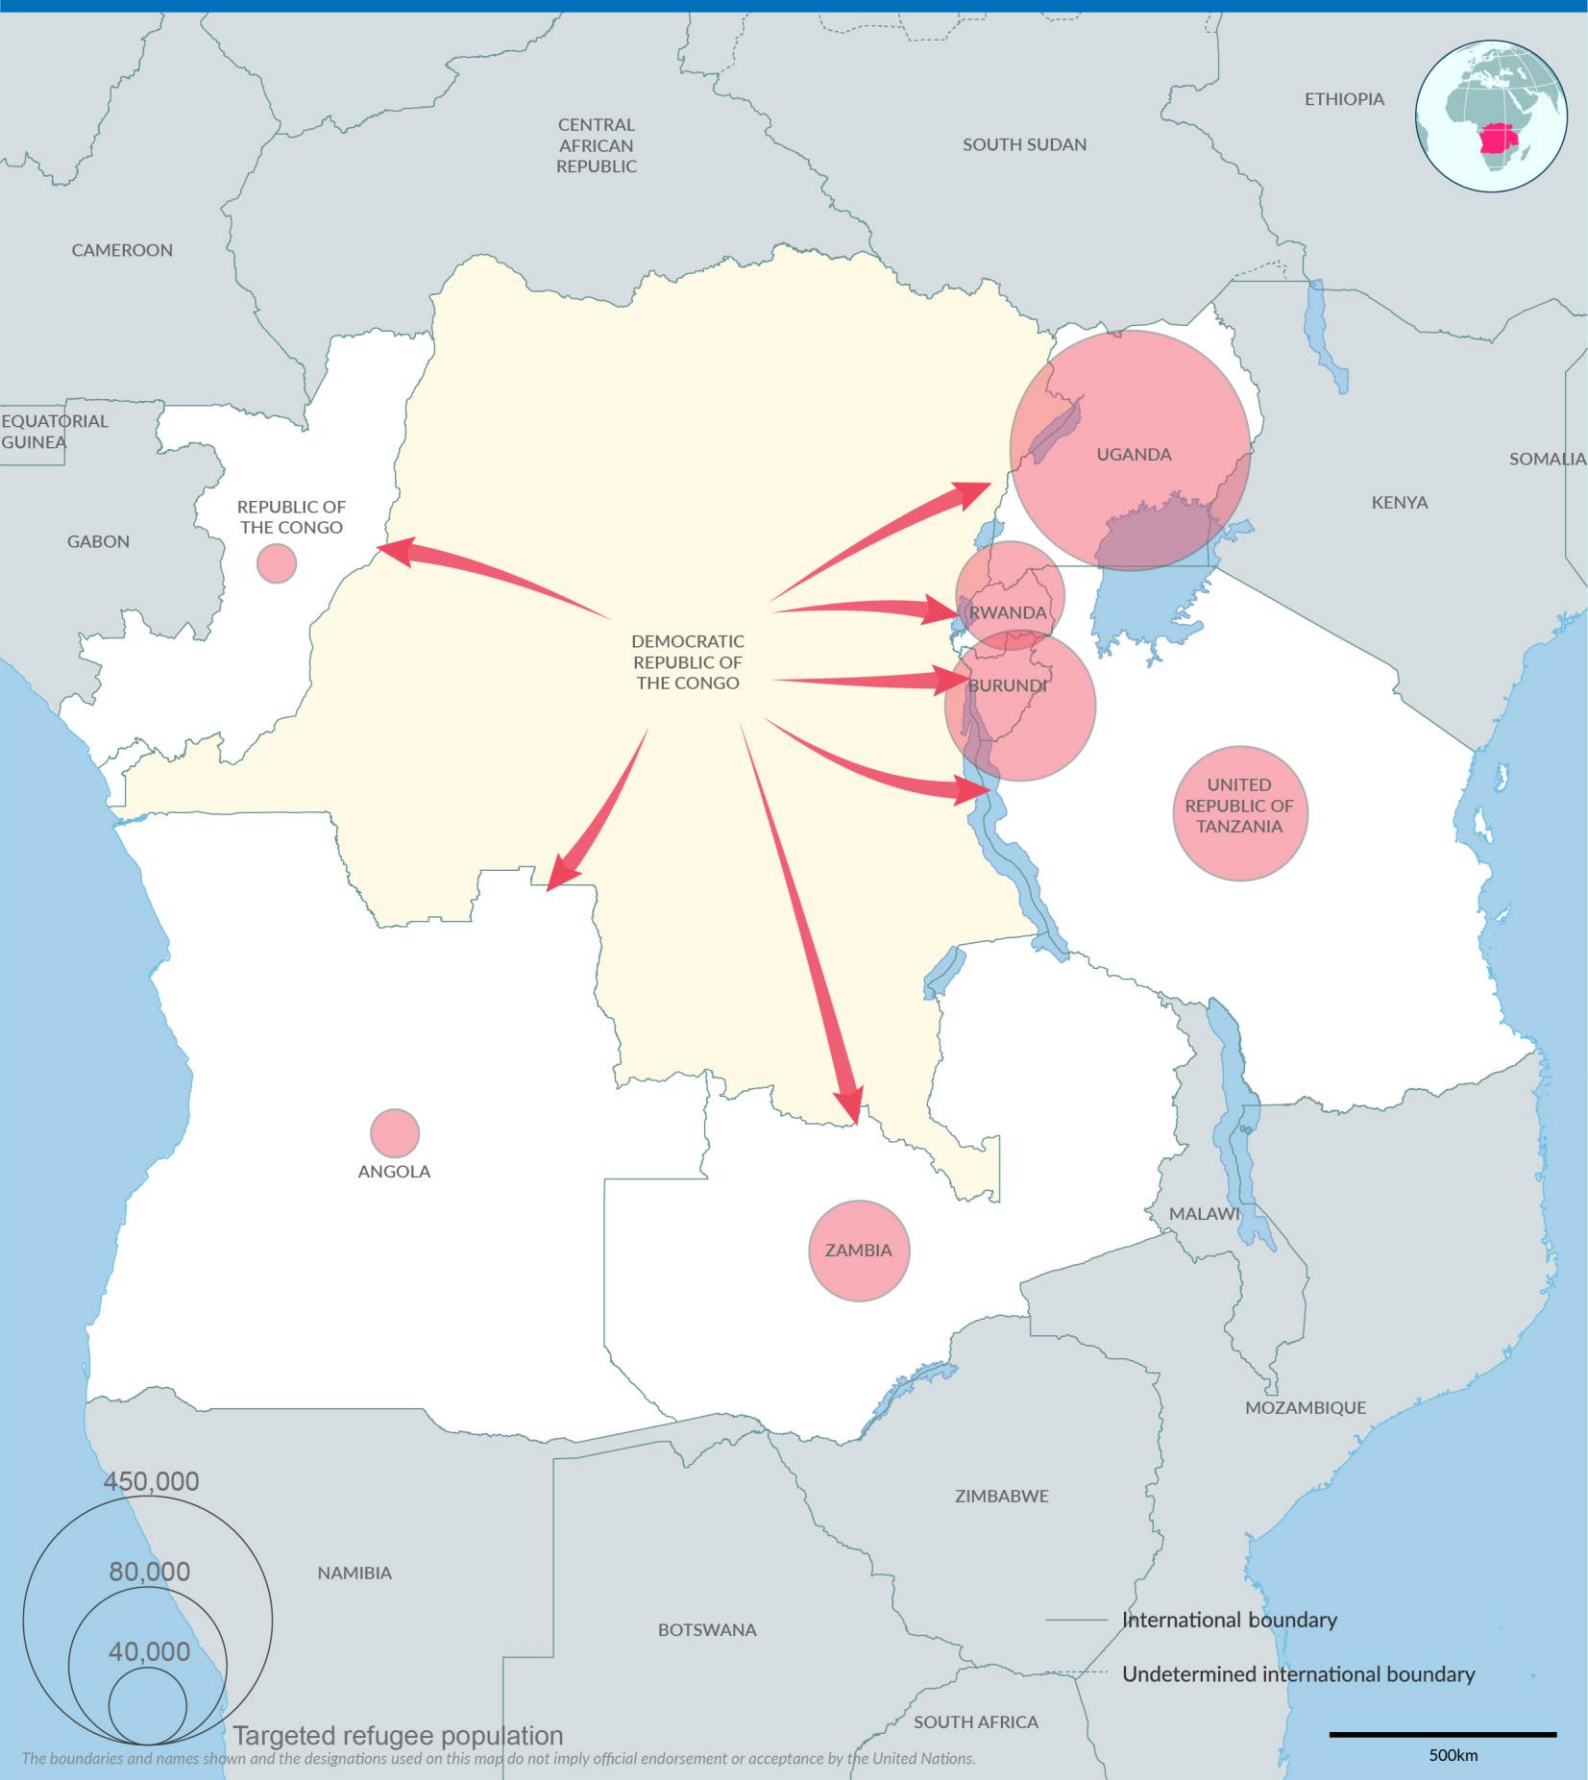 ETHIOPIA
CENTRAL
AFRICAN
REPUBLIC
SOUTH SUDAN
CAMEROON
EQUATORIAL
GUINEA
UGANDA
SOMALIA
KENYA
REPUBLIC OF
THE CONGO
GABON
RWANDA
DEMOCRATIC
REPUBLIC OF
THE CONGO
BURUNDI
UNITED
REPUBLIC OF
TANZANIA
ANGOLA
MALAWI
ZAMBIA
MOZAMBIQUE
450,000
ZIMBABWE
80,000
NAMIBIA
International boundary
BOTSWANA
40,000
Undetermined international boundary
SOUTH AFRICA
Targeted refugee population
500km
The boundaries and names shown and the designations used on this map do not imply official endorsement or acceptance by the United Nations.